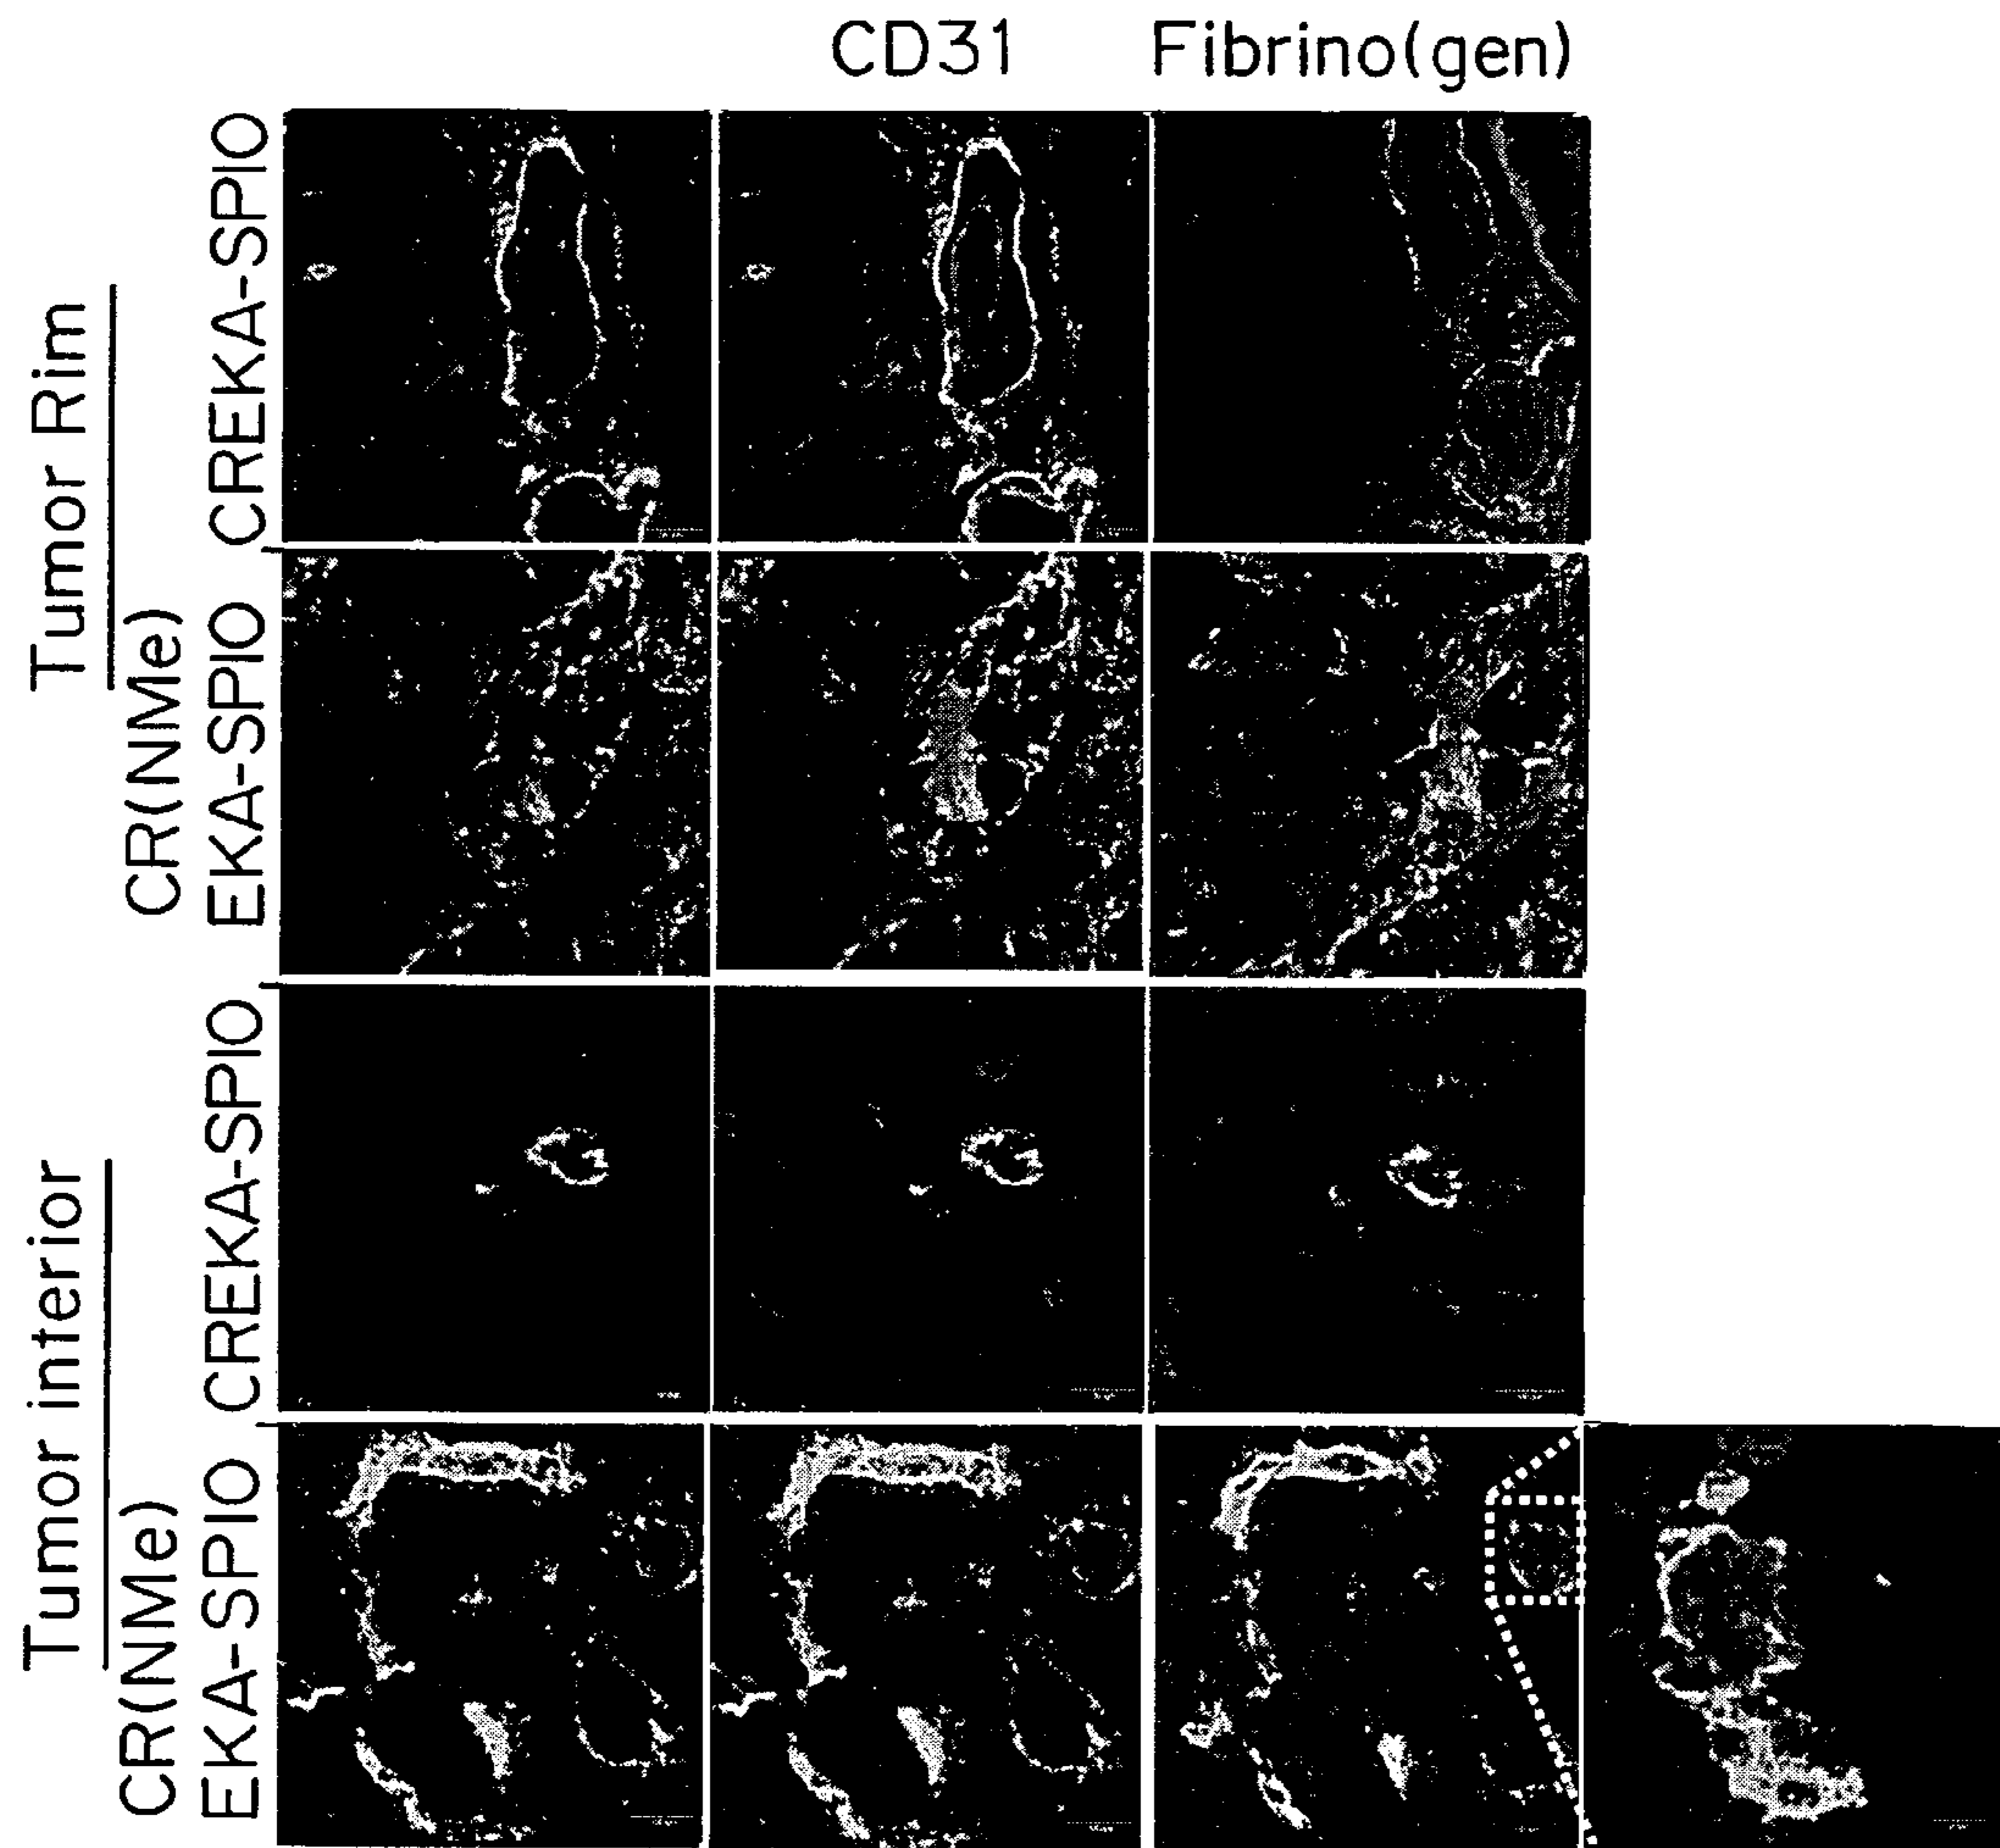 CD31 Fibrino(gen)
Tumor Rim
CREKA-SPIO
CR(NMe)
EKA-SPIO
Tumor interior
CREKA-SPIO
CR(NMe)
EKA-SPIO